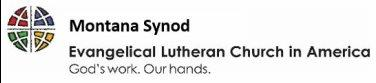 Montana Synod
Evangelical Lutheran Church in America
God's work. Our hands.